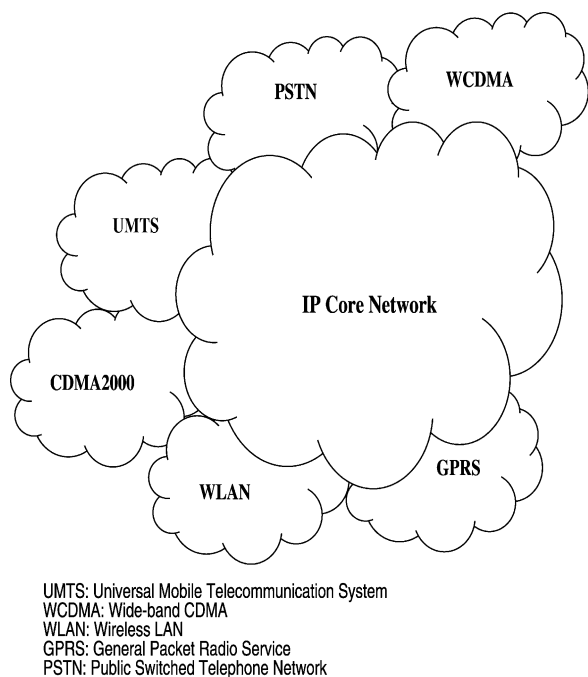 WCDMA
PSTN
UMTS
IP Core Network
CDMA2000
GPRS
WLAN
UMTS: Universal Mobile Telecommunication System
WCDMA: Wide-band CDMA
WLAN: Wireless LAN
GPRS: General Packet Radio Service
PSTN: Public Switched Telephone Network